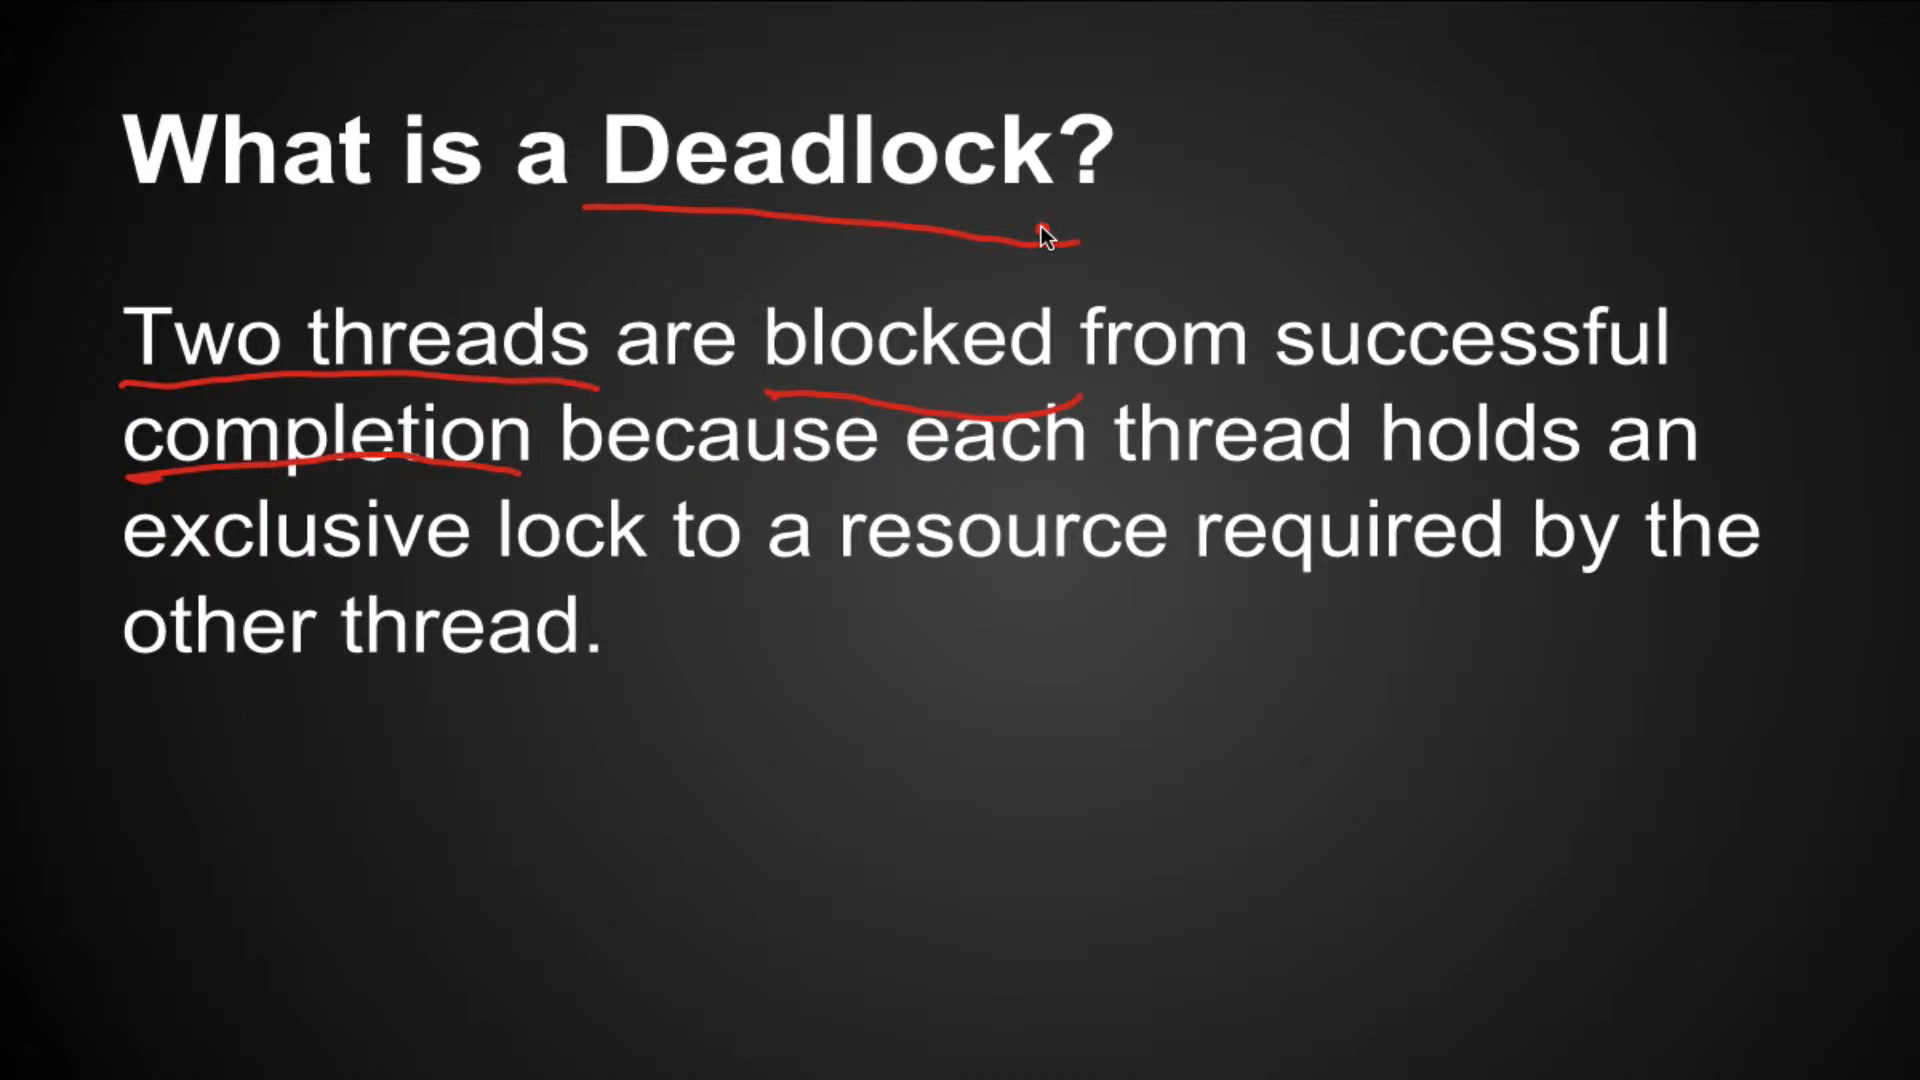 What is a Deadlock?
Two threads are blocked from successful
completion because each thread holds an
exclusive lock to a resource required by the
other thread.